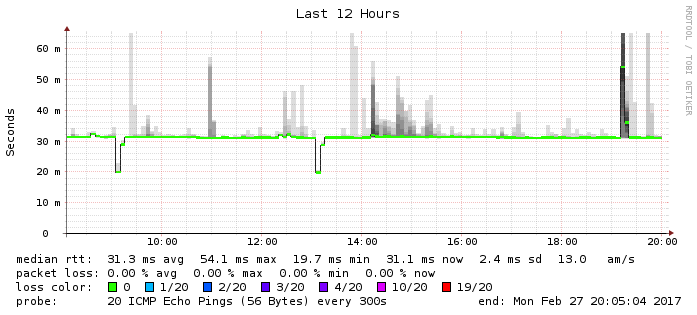 Last 12 Hours
RRDTOOL / TOBI OETIKER
Seconds
60 m
50 m
40 m
30 m
20 m
10 m
0
10:00 12:00 14:00 16:00 18:00 20:00
median rtt: 31.3 ms avg 54.1 ms max 19.7 ms min 31.1 ms now 2.4 ms sd 13.0 am/s
packet loss: 0.00 % avg 0.00 % max 0.00 % min 0.00 % now
loss color: 0 1/20 2/20 3/20 4/20 10/20 19/20
probe: 20 ICMP Echo Pings (56 Bytes) every 300s end: Mon Feb 27 20:05:04 2017